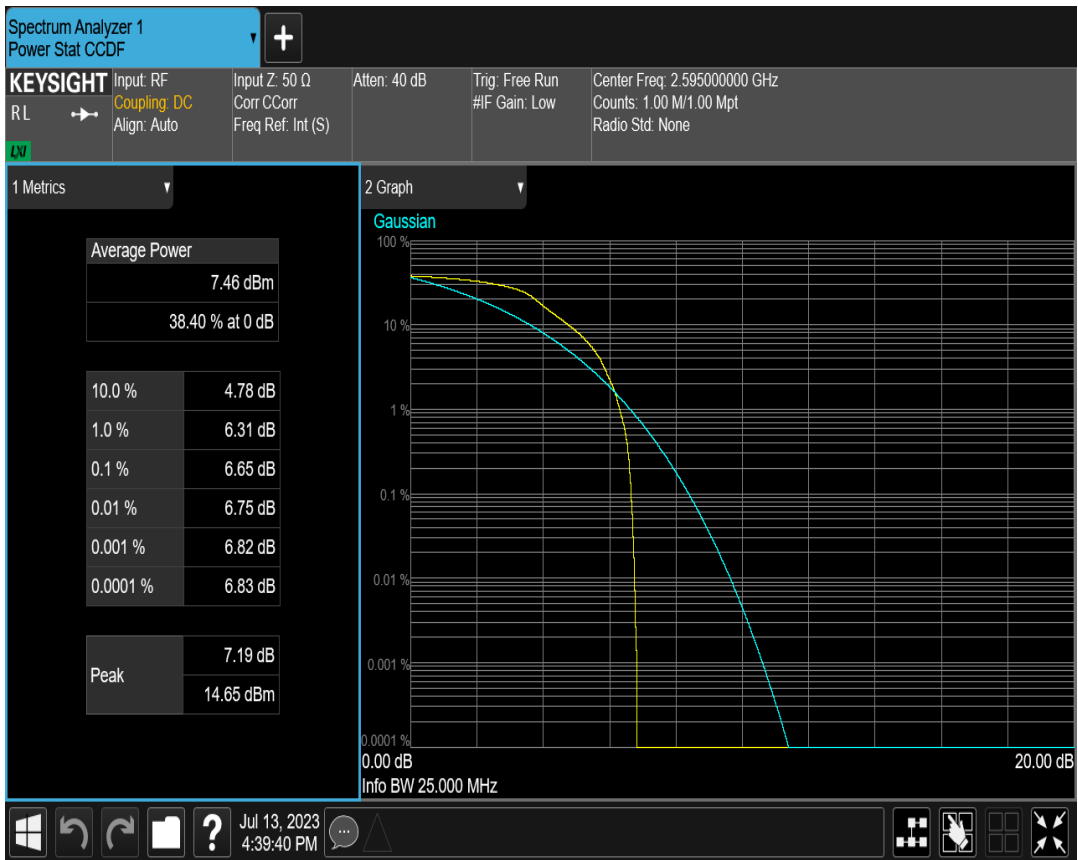 Spectrum Analyzer 1
Power Stat CCDF
+
KEYSIGHT
RL
LXI
Input: RF
Coupling: DC
Align: Auto
Input Z: 50 Ω
Corr CCorr
Freq Ref: Int (S)
Atten: 40 dB
Trig: Free Run
#IF Gain: Low
Center Freq: 2.595000000 GHz
Counts: 1.00 M/1.00 Mpt
Radio Std: None
1 Metrics
Average Power
7.46 dBm
38.40 % at 0 dB
10.0 % 4.78 dB
1.0 % 6.31 dB
0.1 % 6.65 dB
0.01 % 6.75 dB
0.001 % 6.82 dB
0.0001 % 6.83 dB
Peak
7.19 dB
14.65 dBm
2 Graph
Gaussian
100 %
10 %
1 %
0.1 %
0.01 %
0.001 %
0.0001 %
0.00 dB 20.00 dB
Info BW 25.000 MHz
?
Jul 13, 2023
4:39:40 PM